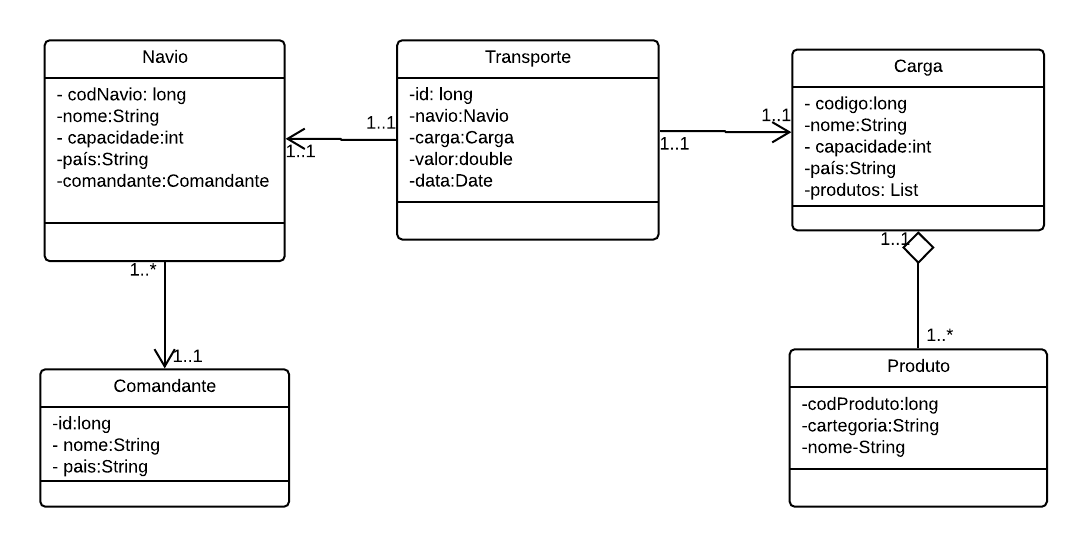 Navio
- codNavio: long
-nome:String
- capacidade:int
-país:String
-comandante:Comandante
1..1
1..1
Transporte
-id: long
-navio:Navio
-carga:Carga
-valor:double
-data:Date
1..1
1..1
Carga
- codigo:long
-nome:String
- capacidade:int
-país:String
-produtos: List
1..*
1..1
Comandante
-id:long
- nome:String
- pais:String
1..1
1..*
Produto
-codProduto:long
-cartegoria:String
-nome-String